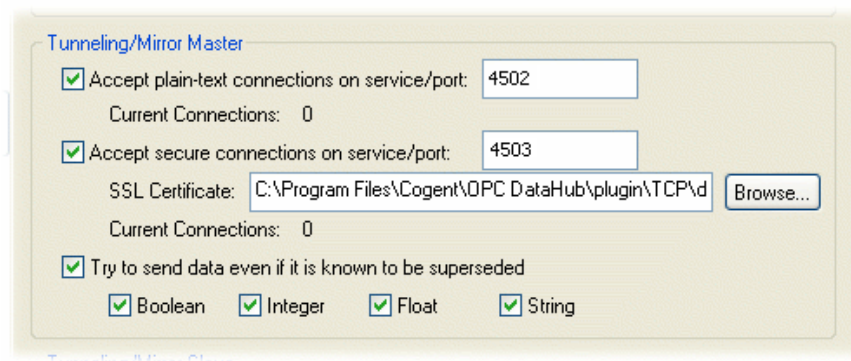 Tunneling/Mirror Master
Accept plain-text connections on service/port: 4502
Current Connections: 0
Accept secure connections on service/port: 4503
SSL Certificate: C:\Program Files\Cogent\OPC DataHub\plugin\TCP\d Browse...
Current Connections: 0
Try to send data even if it is known to be superseded
Boolean Integer Float String